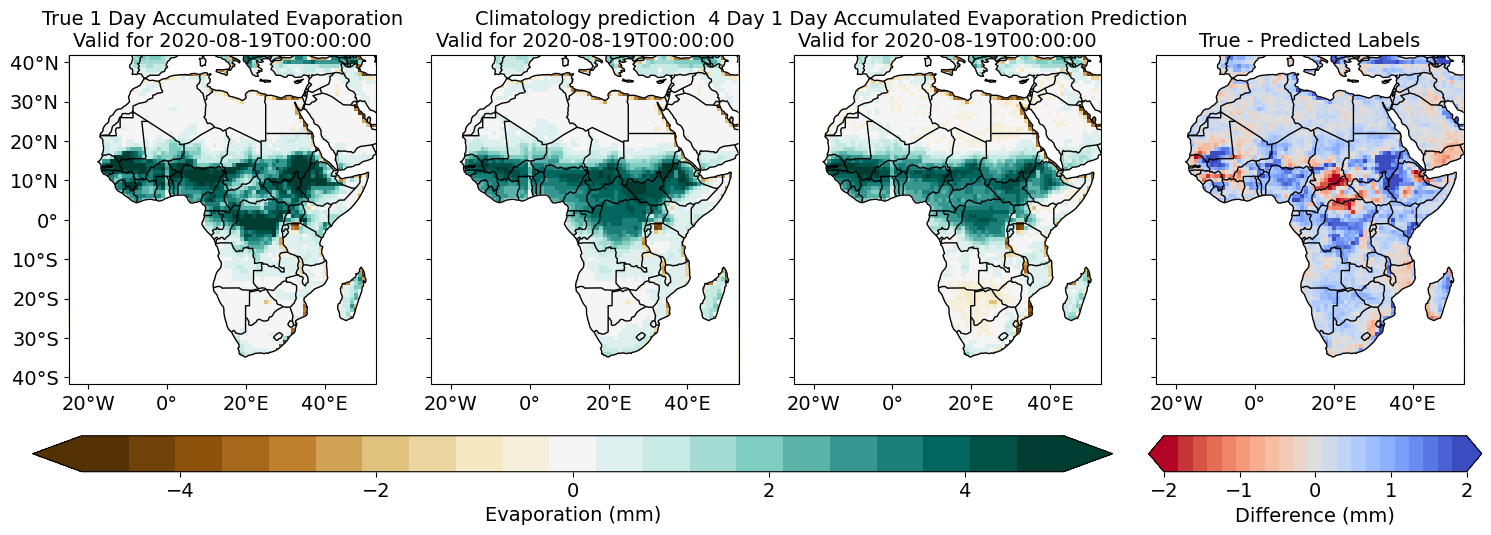 True 1 Day Accumulated Evaporation
Valid for 2020-08-19T00:00:00
Climatology prediction 4 Day 1 Day Accumulated Evaporation Prediction
Valid for 2020-08-19T00:00:00
Valid for 2020-08-19T00:00:00
True - Predicted Labels
40°N
30°N
20°N
10°N
0°
10°S
20°S
30°S
40°S
20°W 0° 20°E 40°E
20°W 0° 20°E 40°E
20°W 0° 20°E 40°E
20°W 0° 20°E 40°E
−4 −2 0 2 4
Evaporation (mm)
−2 −1 0 1 2
Difference (mm)